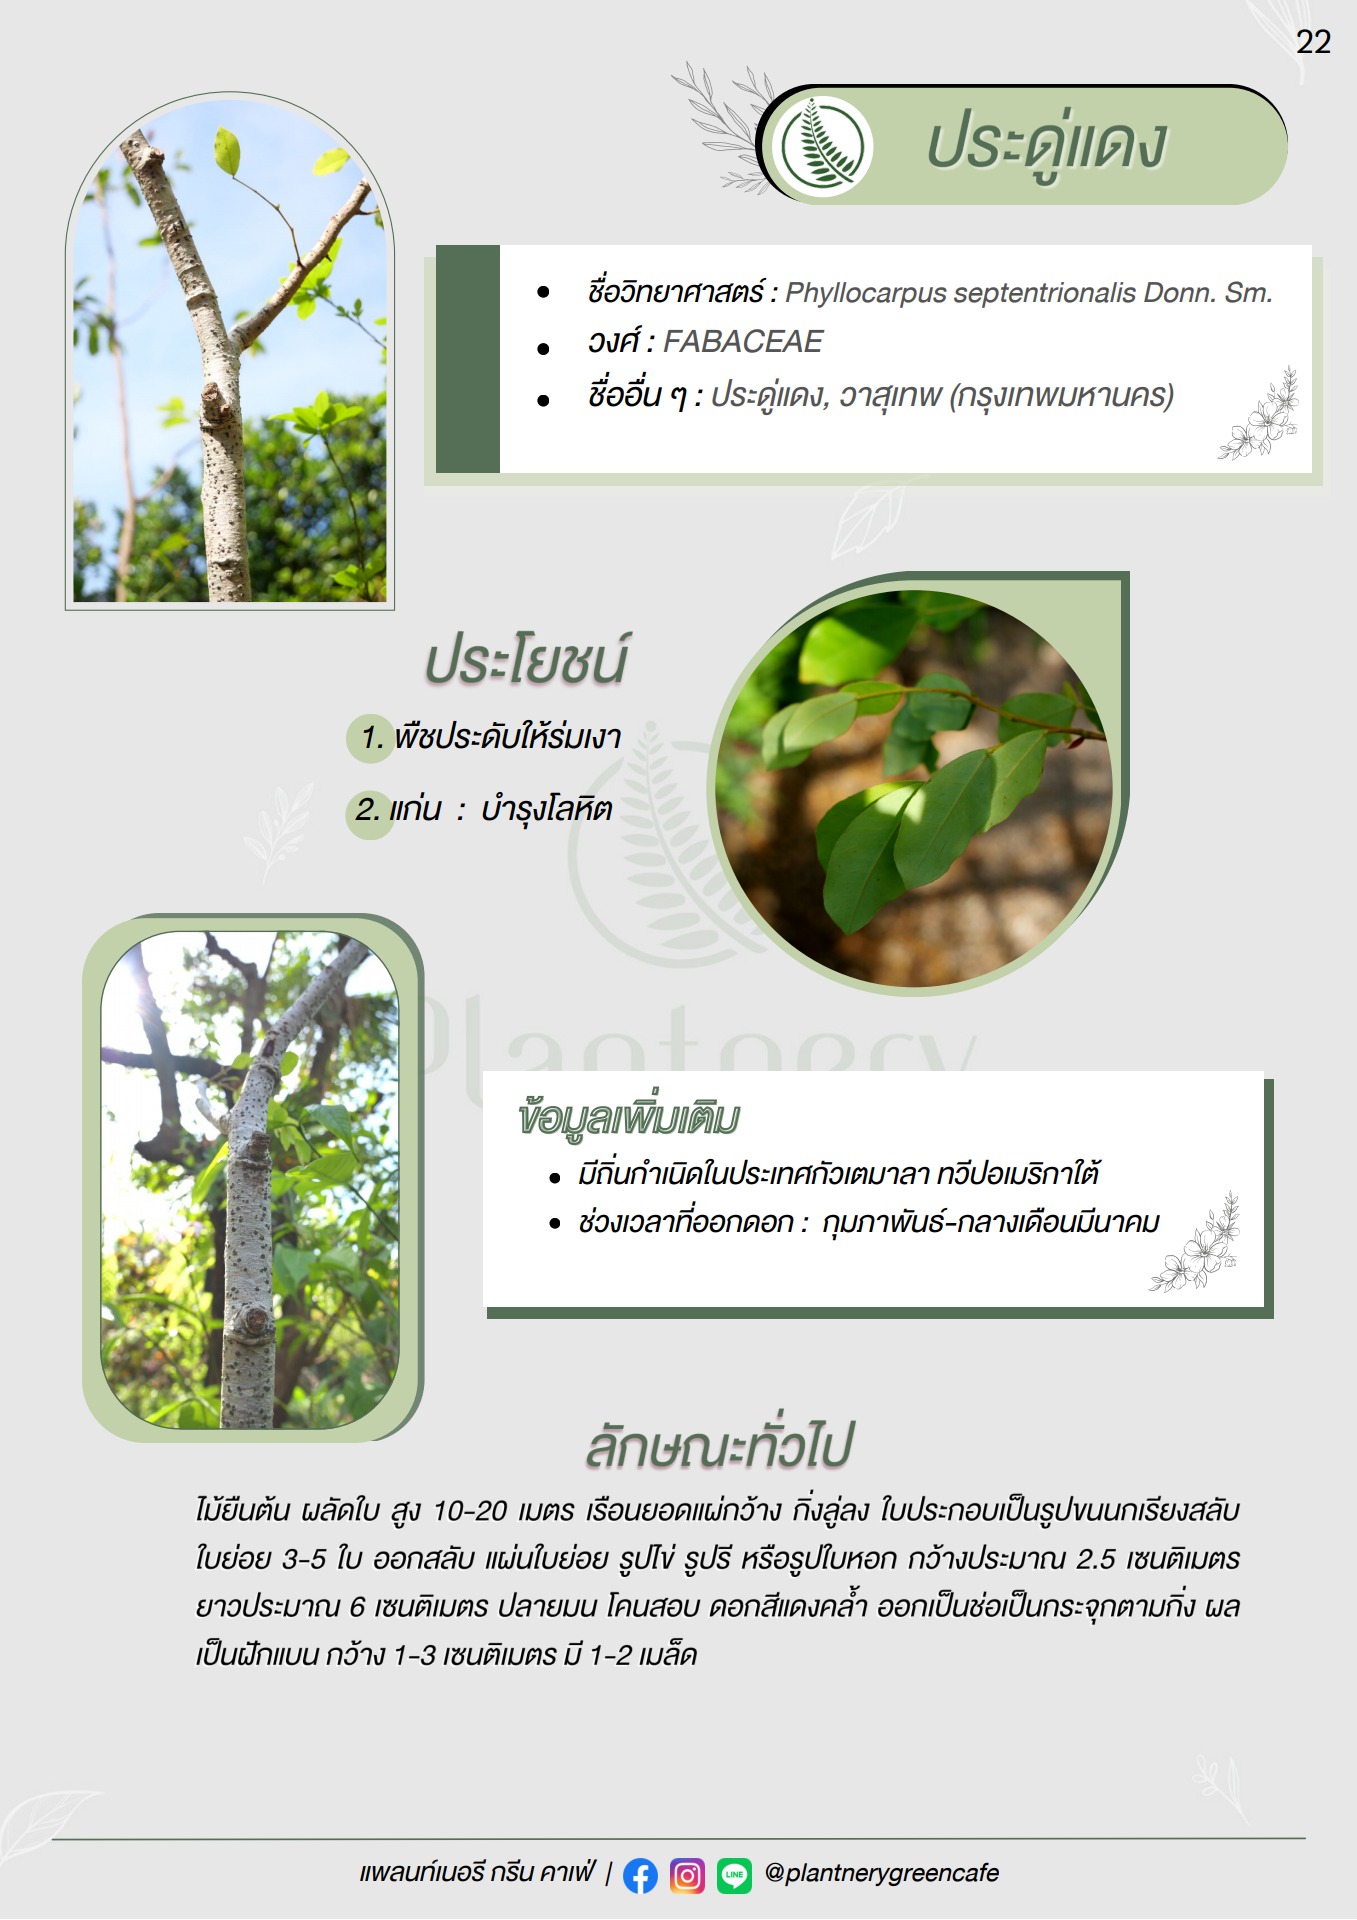 22
ประดู่แดง
ชื่อวิทยาศาสตร์ : Phyllocarpus septentrionalis Donn. Sm.
วงศ์ : FABACEAE
ชื่ออื่น ๆ : ประดู่แดง, วาสุเทพ (กรุงเทพมหานคร)
ประโยชน์
1. พืชประดับให้ร่มเงา
2. แก่น : บำรุงโลหิต
Plantnery
ข้อมูลเพิ่มเติม
มีถิ่นกำเนิดในประเทศกัวเตมาลา ทวีปอเมริกาใต้
ช่วงเวลาที่ออกดอก : กุมภาพันธ์-กลางเดือนมีนาคม
ลักษณะทั่วไป
ไม้ยืนต้น ผลัดใบ สูง 10-20 เมตร เรือนยอดแผ่กว้าง กิ่งลู่ลง ใบประกอบเป็นรูปขนนกเรียงสลับ
ใบย่อย 3-5 ใบ ออกสลับ แผ่นใบย่อย รูปไข่ รูปรี หรือรูปใบหอก กว้างประมาณ 2.5 เซนติเมตร
ยาวประมาณ 6 เซนติเมตร ปลายมน โคนสอบ ดอกสีแดงคล้ำ ออกเป็นช่อเป็นกระจุกตามกิ่ง ผล
เป็นฝักแบน กว้าง 1-3 เซนติเมตร มี 1-2 เมล็ด
แพลนท์เนอรี กรีน คาเฟ่ | LINE @plantnerygreencafe